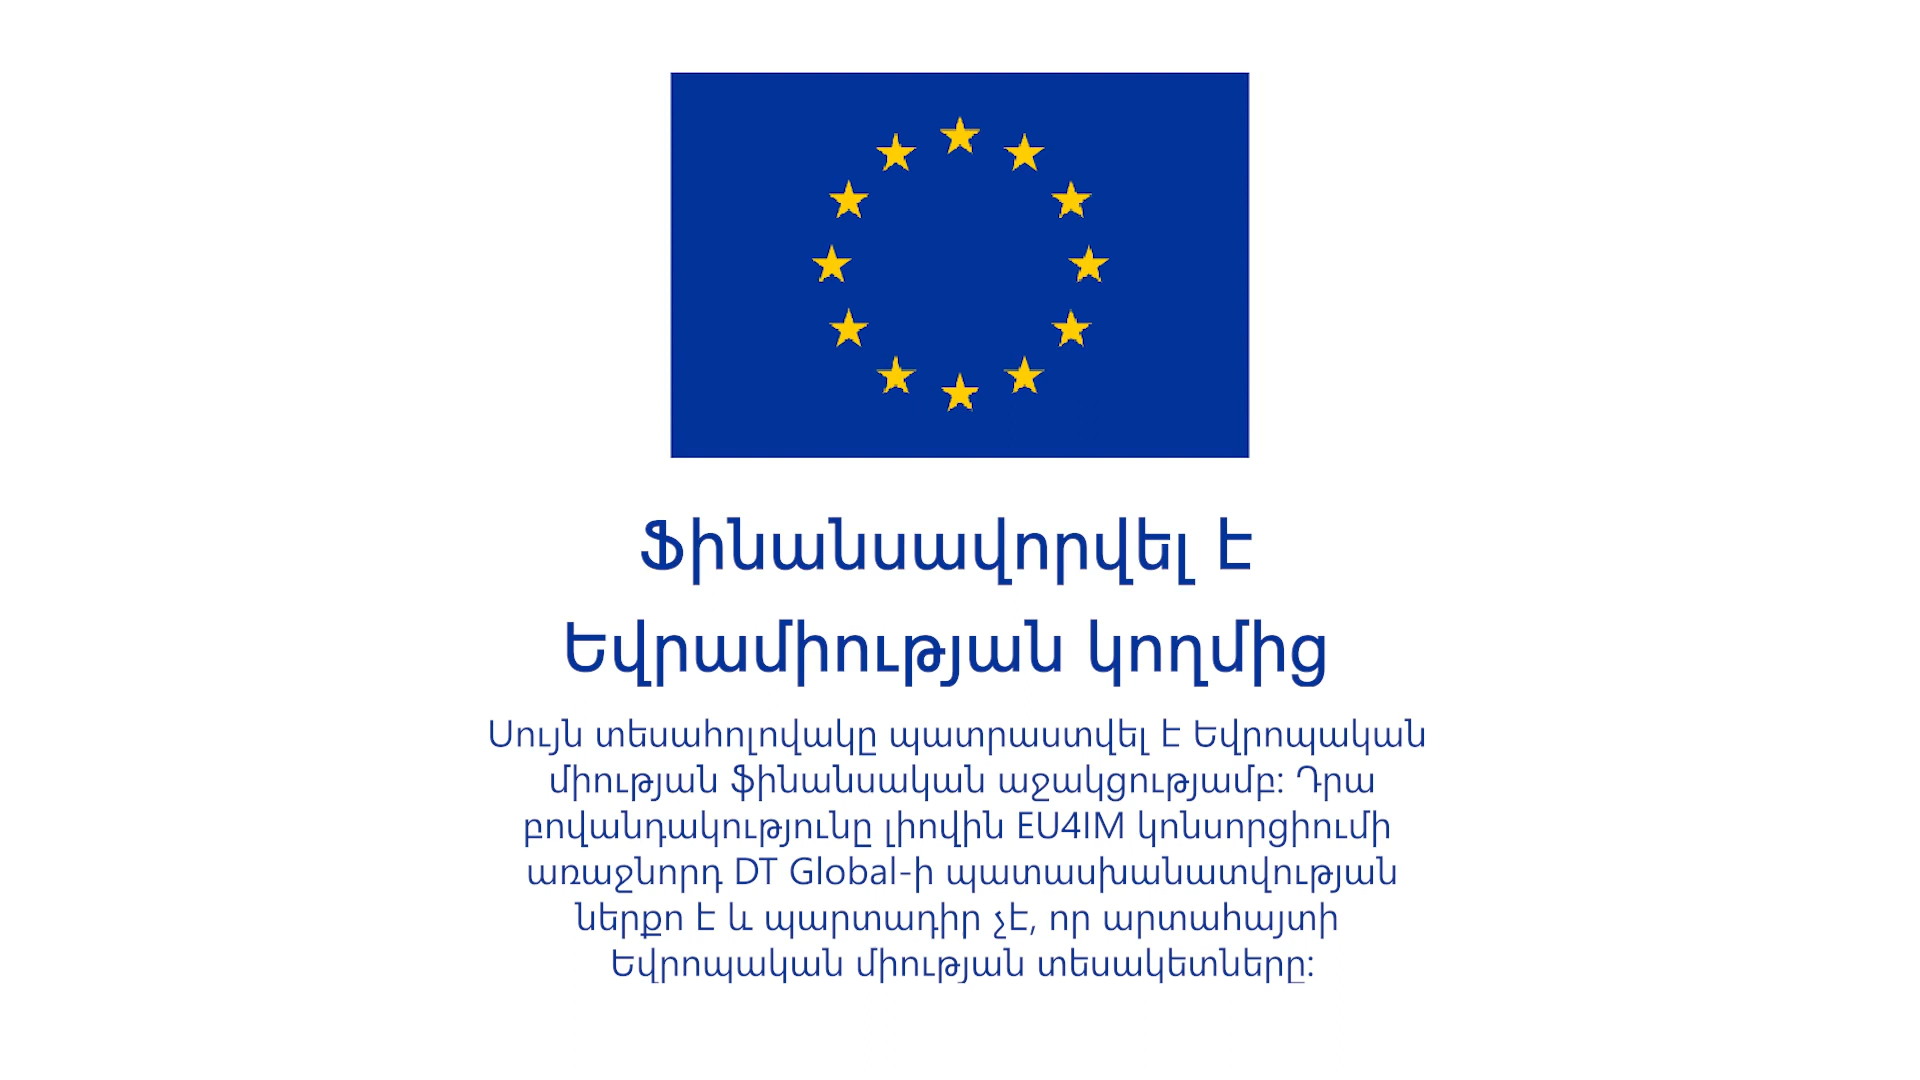 Ֆինանսավորվել է
Եվրամիության կողմից
Սույն տեսահոլովակը պատրաստվել է Եվրոպական
միության ֆինանսական աջակցությամբ: Դրա
բովանդակությունը լիովին EU4IM կոնսորցիումի
առաջնորդ DT Global-ի պատասխանատվության
ներքո է և պարտադիր չէ, որ արտահայտի
Եվրոպական միության տեսակետները: